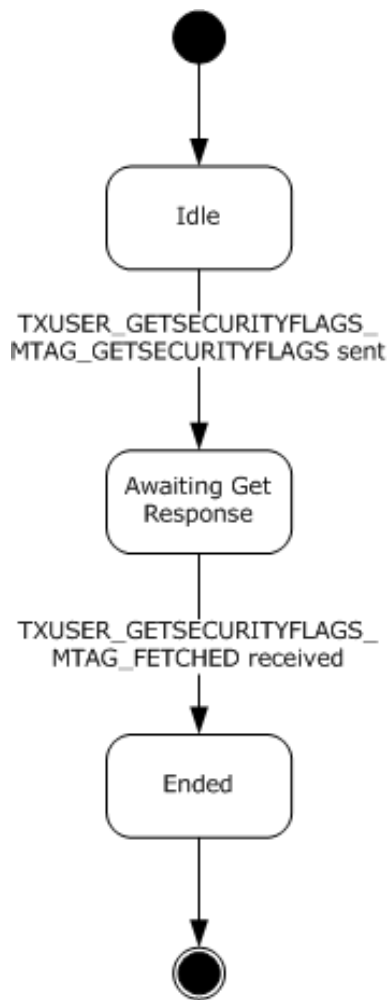 Idle
TXUSER_GETSECURITYFLAGS_
MTAG_GETSECURITYFLAGS sent
Awaiting Get
Response
TXUSER_GETSECURITYFLAGS_
MTAG_FETCHED received
Ended